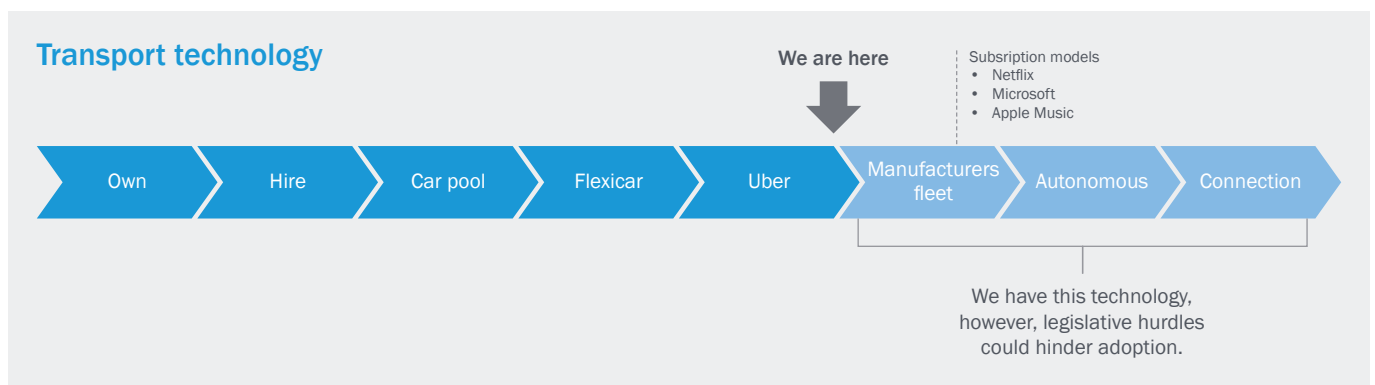 Transport technology
We are here
Subsription models
• Netflix
• Microsoft
• Apple Music
Own
Hire
Car pool
Flexicar
Uber
Manufacturers
fleet
Autonomous
Connection
We have this technology,
however, legislative hurdles
could hinder adoption.